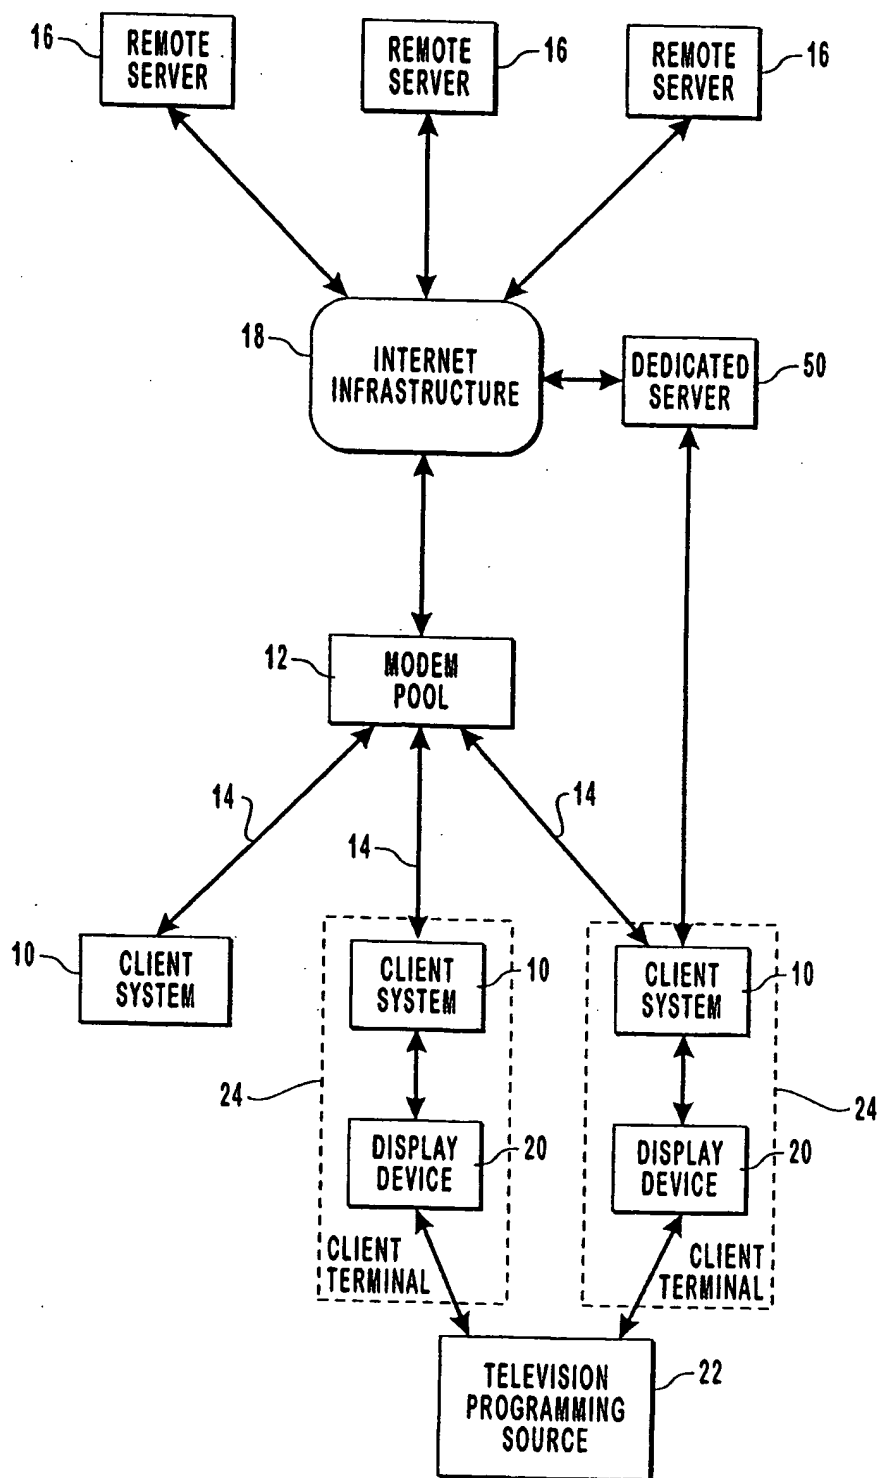 16
REMOTE
SERVER
REMOTE
SERVER
16
REMOTE
SERVER
16
18
INTERNET
INFRASTRUCTURE
DEDICATED
SERVER
50
12
MODEM
POOL
14
14
14
10
CLIENT
SYSTEM
CLIENT
SYSTEM
10
CLIENT
SYSTEM
10
24
DISPLAY
DEVICE
20
DISPLAY
DEVICE
20
24
CLIENT
TERMINAL
CLIENT
TERMINAL
TELEVISION
PROGRAMMING
SOURCE
22